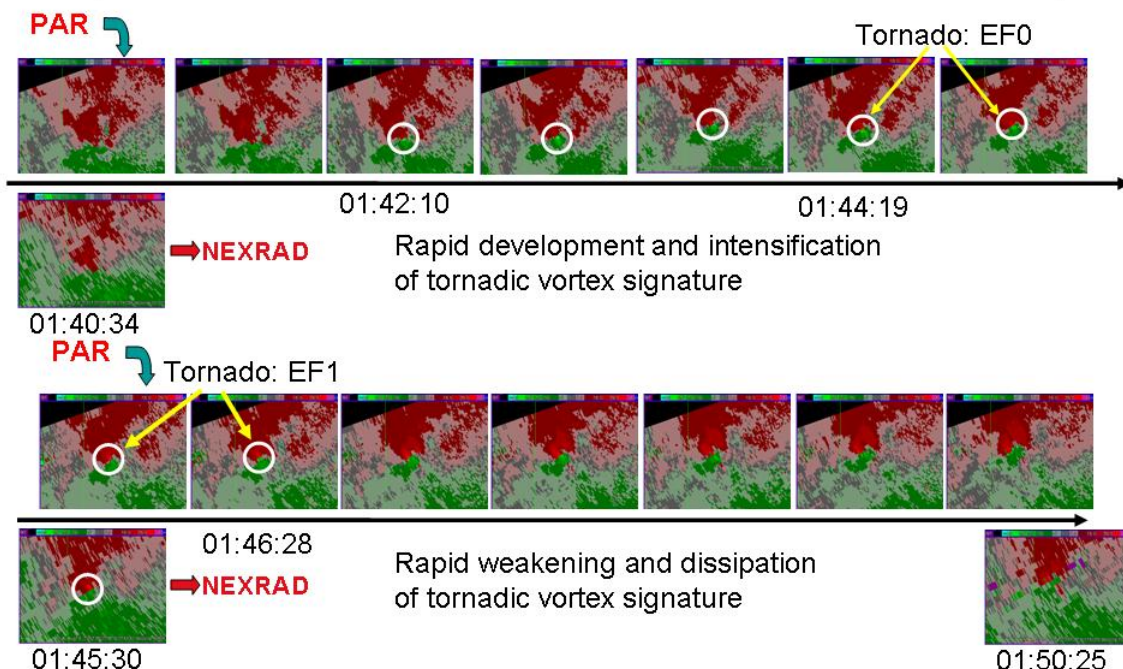 PAR
Tornado: EF0
01:42:10
01:44:19
NEXRAD
Rapid development and intensification
of tornadic vortex signature
01:40:34
PAR
Tornado: EF1
01:46:28
NEXRAD
Rapid weakening and dissipation
of tornadic vortex signature
01:45:30
01:50:25